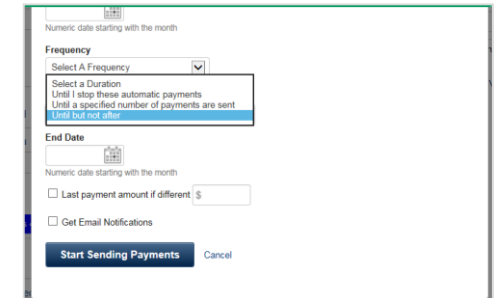 Numeric date starting with the month
Frequency
Select A Frequency
Select a Duration
Until I stop these automatic payments
Until a specified number of payments are sent
Until but not after
End Date
Numeric date starting with the month
Last payment amount if different $
Get Email Notifications
Start Sending Payments Cancel